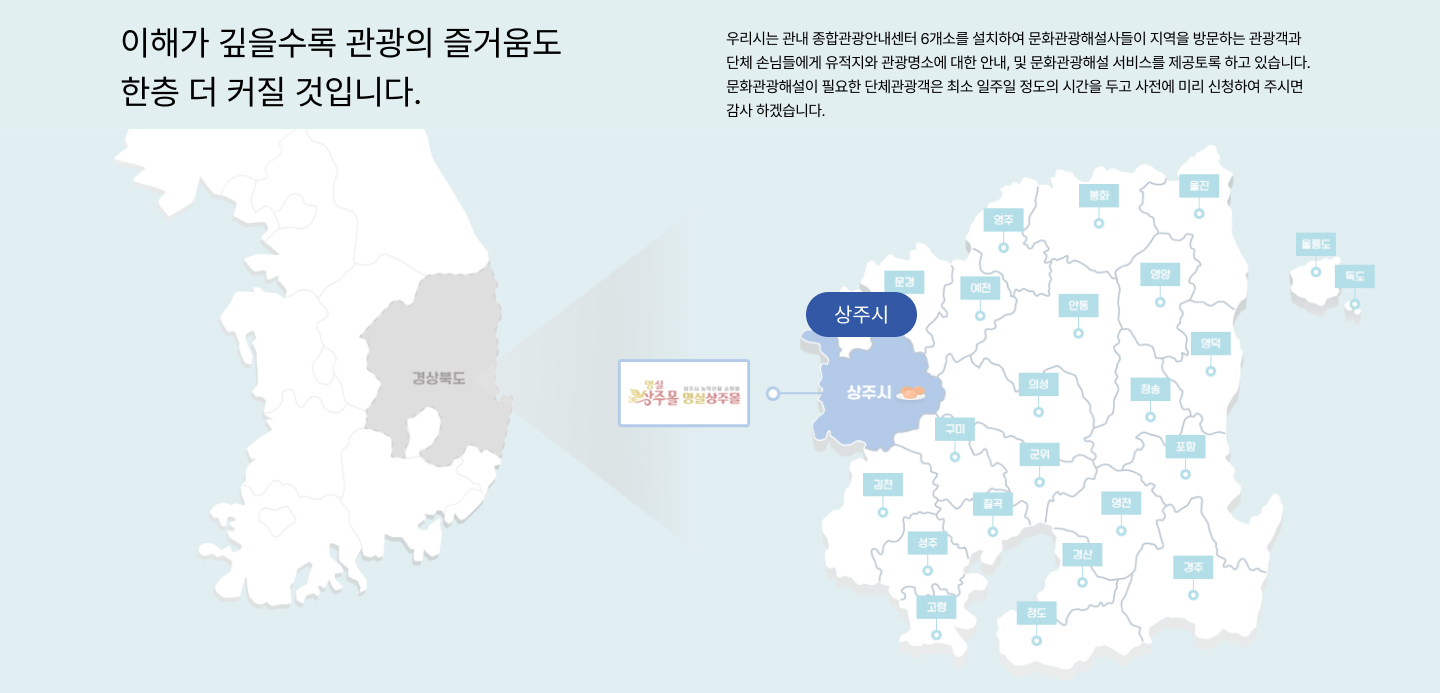 이해가 깊을수록 관광의 즐거움도
한층 더 커질 것입니다.
우리시는 관내 종합관광안내센터 6개소를 설치하여 문화관광해설사들이 지역을 방문하는 관광객과
단체 손님들에게 유적지와 관광명소에 대한 안내, 및 문화관광해설 서비스를 제공토록 하고 있습니다.
문화관광해설이 필요한 단체관광객은 최소 일주일 정도의 시간을 두고 사전에 미리 신청하여 주시면
감사 하겠습니다.
울진
봉화
영주
울릉도
독도
문경
예천
영양
안동
상주시
영덕
경상북도
명실
상주몰
상주시 농특산물 쇼핑몰
명실상주몰
상주시
의성
청송
구미
군위
포항
김천
칠곡
영천
성주
경산
경주
고령
청도